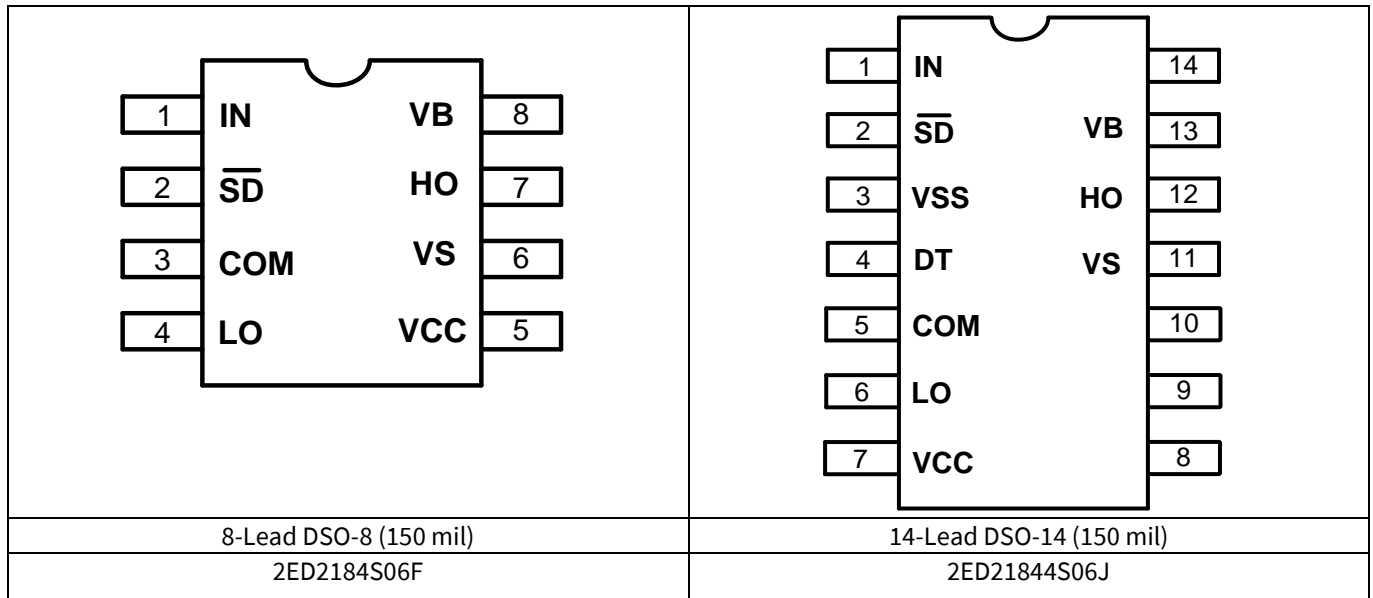 1 IN VB 8
2 S̅D̅ HO 7
3 COM VS 6
4 LO VCC 5
1 IN 14
2 S̅D̅ VB 13
3 VSS HO 12
4 DT VS 11
5 COM 10
6 LO 9
7 VCC 8
8-Lead DSO-8 (150 mil)
14-Lead DSO-14 (150 mil)
2ED2184S06F
2ED21844S06J